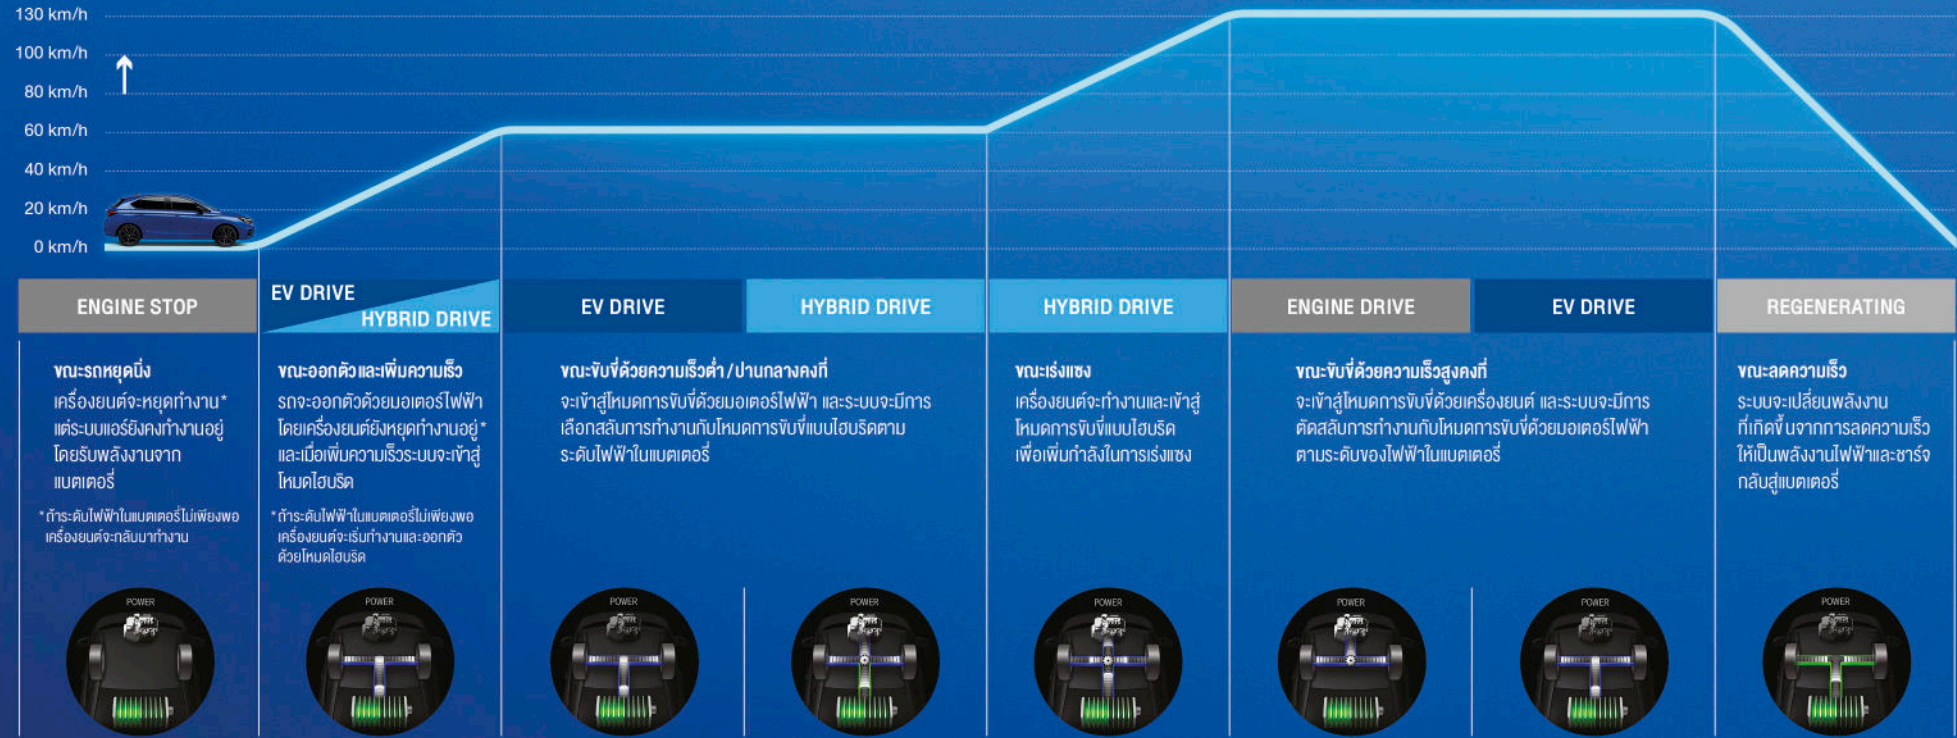 130 km/h
100 km/h
80 km/h
60 km/h
40 km/h
20 km/h
0 km/h
ENGINE STOP
ขณะรถหยุดนิ่ง
เครื่องยนต์จะหยุดทำงาน*
แต่ระบบแอร์ยังคงทำงานอยู่
โดยรับพลังงานจาก
แบตเตอรี่
*ถ้าระดับไฟฟ้าในแบตเตอรี่ไม่เพียงพอ
เครื่องยนต์จะกลับมาทำงาน
POWER
EV DRIVE
HYBRID DRIVE
ขณะออกตัวและเพิ่มความเร็ว
รถจะออกตัวด้วยมอเตอร์ไฟฟ้า
โดยเครื่องยนต์ยังหยุดทำงานอยู่*
และเมื่อเพิ่มความเร็วระบบจะเข้าสู่
โหมดไฮบริด
*ถ้าระดับไฟฟ้าในแบตเตอรี่ไม่เพียงพอ
เครื่องยนต์จะเริ่มทำงานและออกตัว
ด้วยโหมดไฮบริด
POWER
EV DRIVE
HYBRID DRIVE
ขณะขับขี่ด้วยความเร็วต่ำ/ปานกลางคงที่
จะเข้าสู่โหมดการขับขี่ด้วยมอเตอร์ไฟฟ้า และระบบจะมีการ
เลือกสลับการทำงานกับโหมดการขับขี่แบบไฮบริดตาม
ระดับไฟฟ้าในแบตเตอรี่
POWER
POWER
HYBRID DRIVE
ขณะเร่งแซง
เครื่องยนต์จะทำงานและเข้าสู่
โหมดการขับขี่แบบไฮบริด
เพื่อเพิ่มกำลังในการเร่งแซง
POWER
ENGINE DRIVE
EV DRIVE
ขณะขับขี่ด้วยความเร็วสูงคงที่
จะเข้าสู่โหมดการขับขี่ด้วยเครื่องยนต์ และระบบจะมีการ
ตัดสลับการทำงานกับโหมดการขับขี่ด้วยมอเตอร์ไฟฟ้า
ตามระดับของไฟฟ้าในแบตเตอรี่
POWER
POWER
REGENERATING
ขณะลดความเร็ว
ระบบจะเปลี่ยนพลังงาน
ที่เกิดขึ้นจากการลดความเร็ว
ให้เป็นพลังงานไฟฟ้าและชาร์จ
กลับสู่แบตเตอรี่
POWER